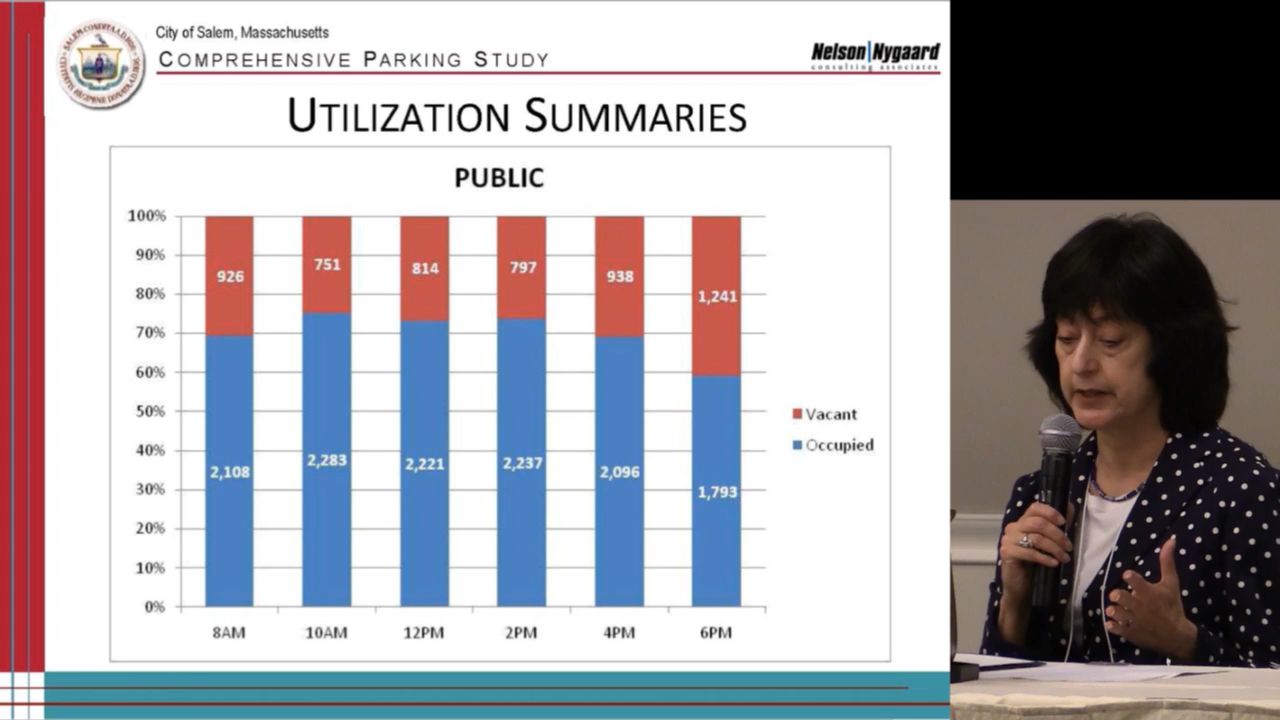 City of Salem, Massachusetts
COMPREHENSIVE PARKING STUDY
Nelson|Nygaard
consulting associates
UTILIZATION SUMMARIES
PUBLIC
100%
90%
80%
70%
60%
50%
40%
30%
20%
10%
0%
926
751
814
797
938
1,241
2,108
2,283
2,221
2,237
2,096
1,793
Vacant
Occupied
8AM
10AM
12PM
2PM
4PM
6PM